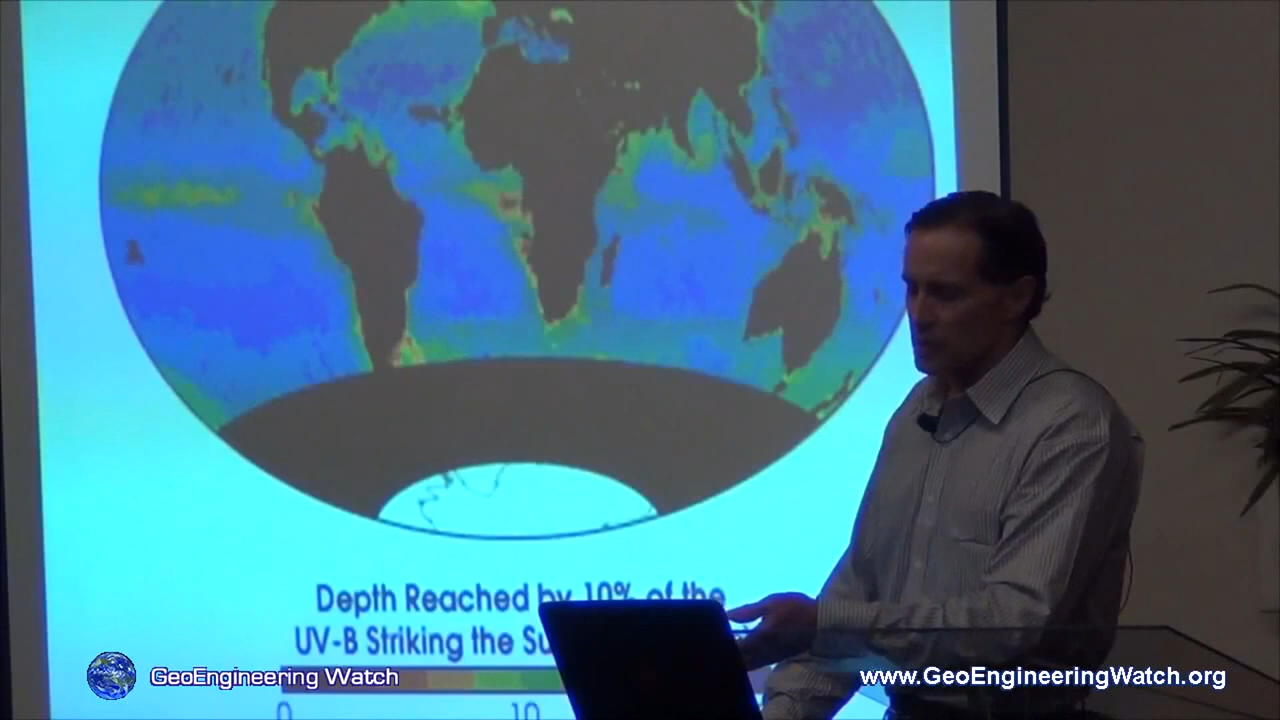 Depth Reached by 10% of the
UV-B Striking the Su
GeoEngineering Watch
www.GeoEngineeringWatch.org
0
10